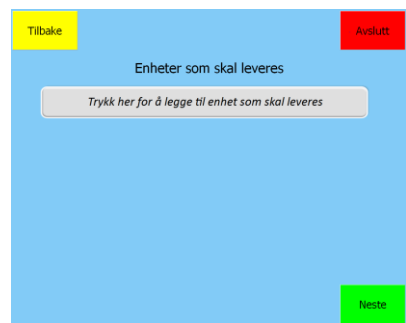 Tilbake
Avslutt
Enheter som skal leveres
Trykk her for å legge til enhet som skal leveres
Neste